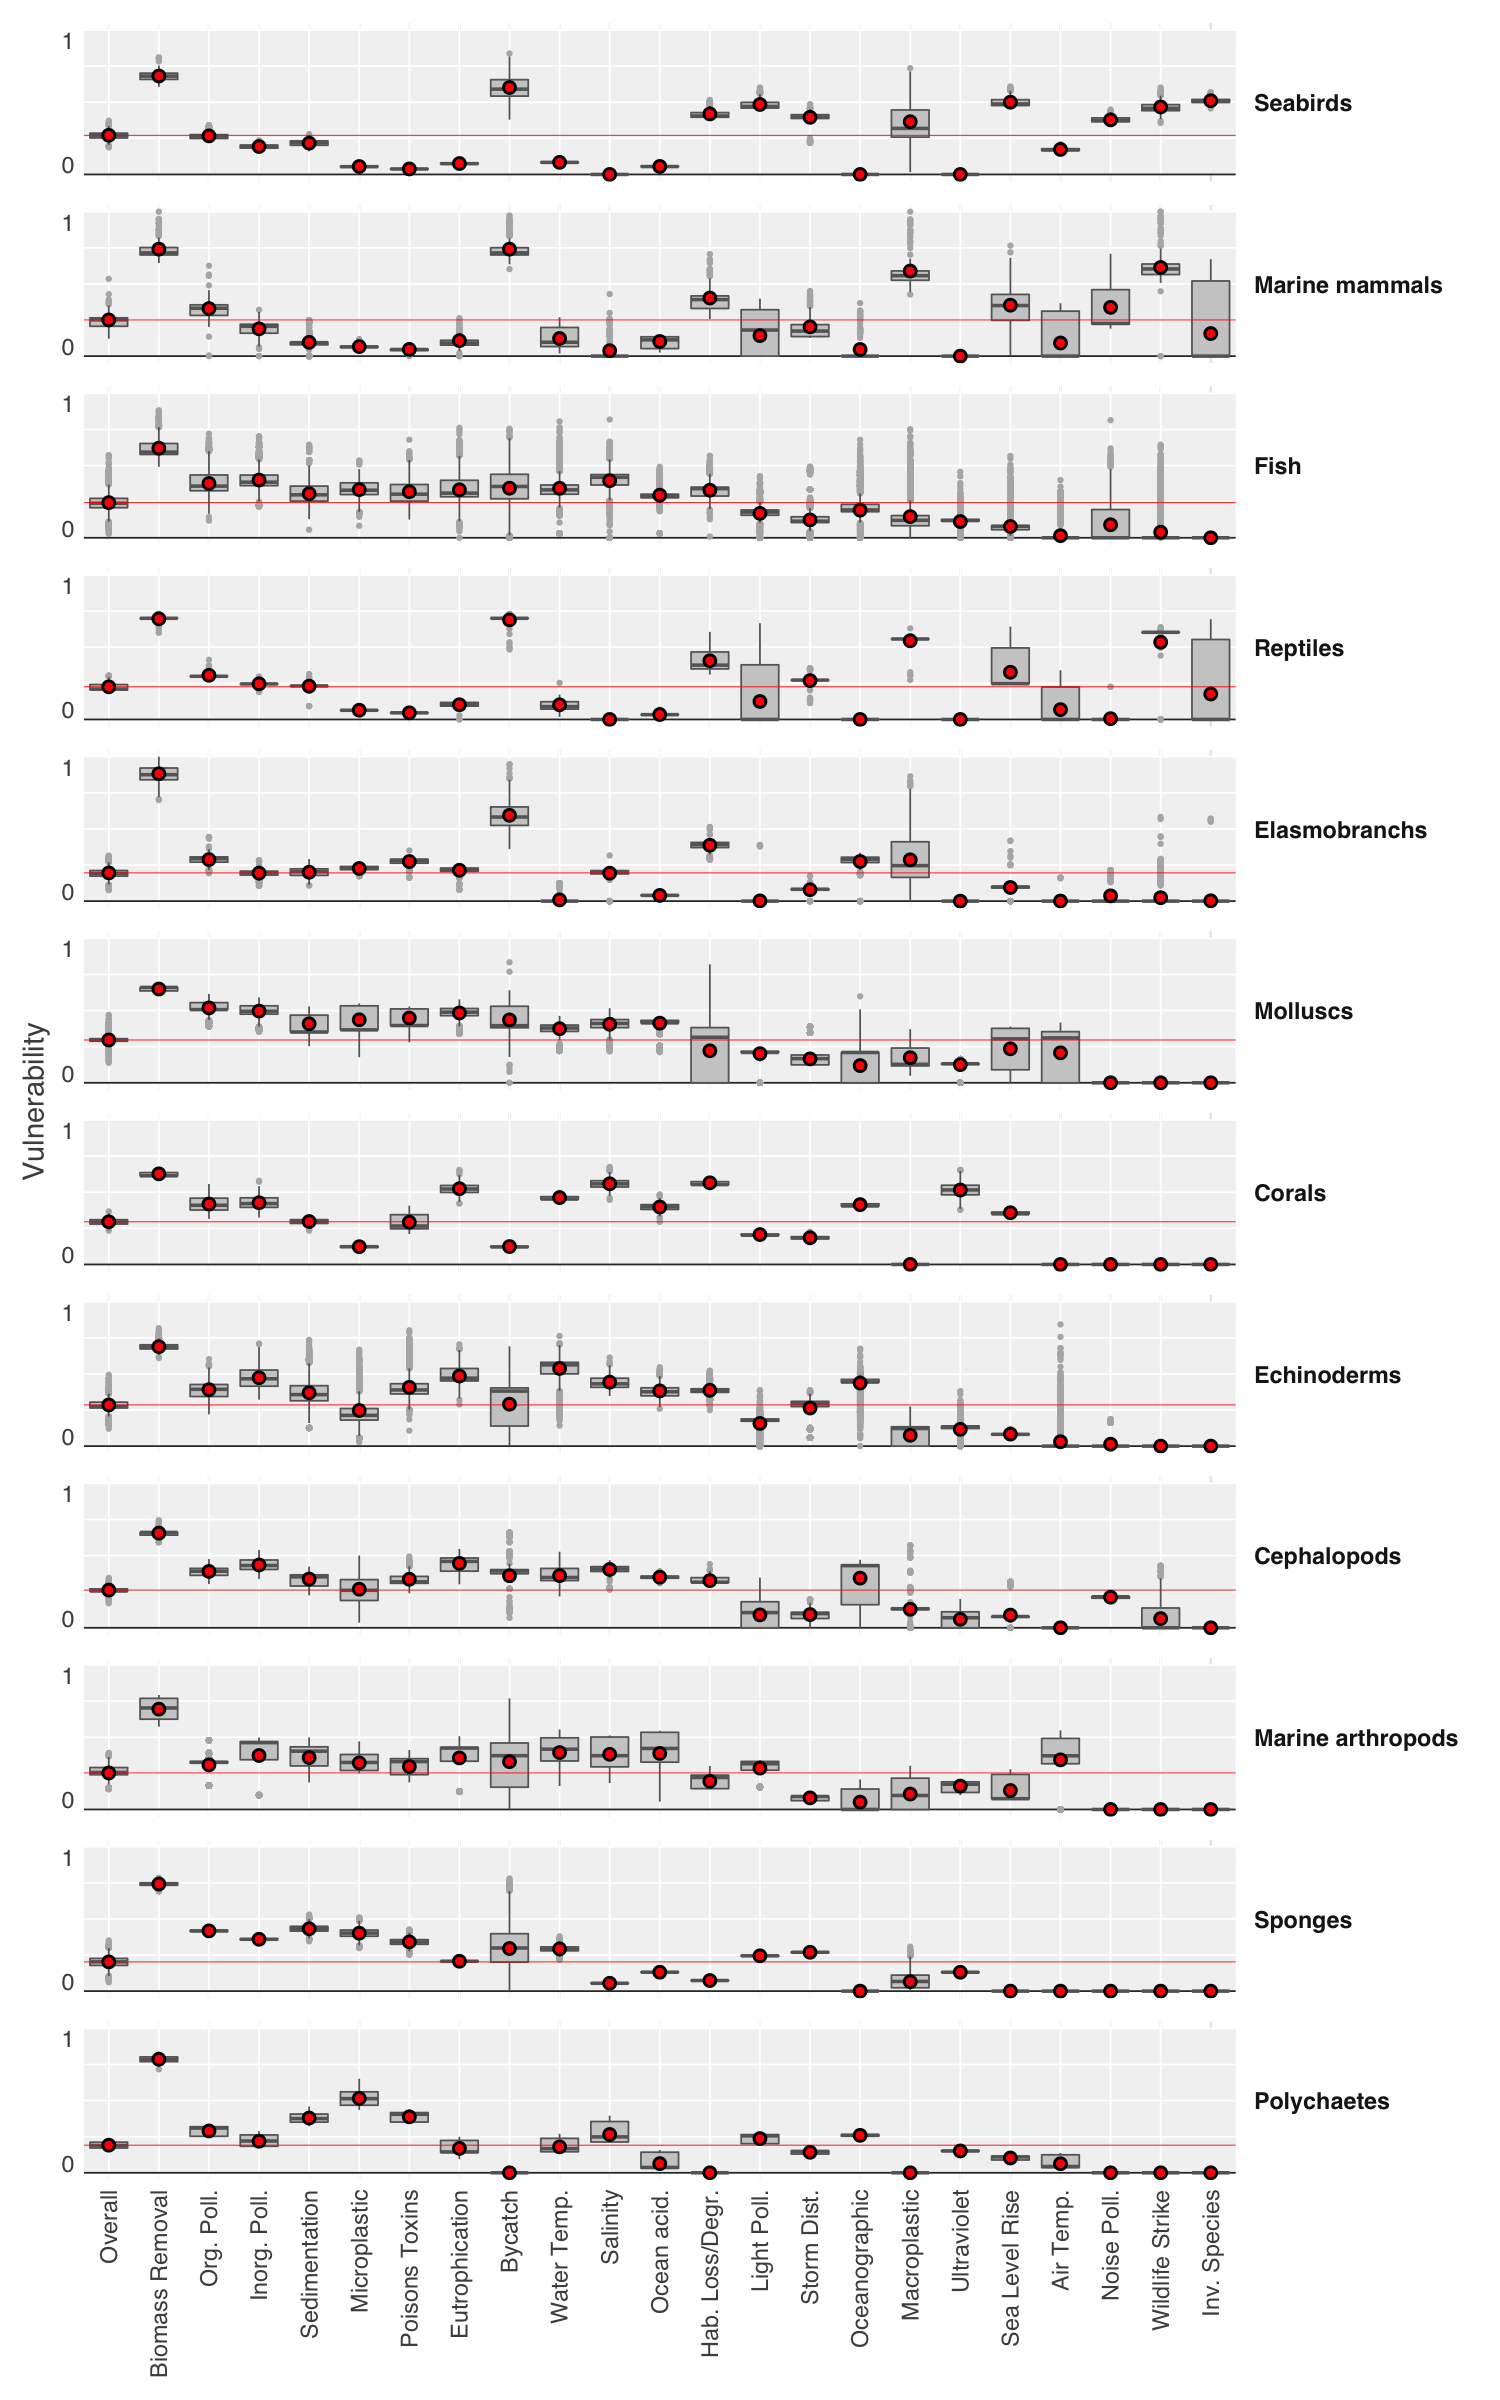 1
0
Seabirds
1
0
Marine mammals
1
0
Fish
1
0
Reptiles
1
0
Elasmobranchs
1
0
Molluscs
Vulnerability
1
0
Corals
1
0
Echinoderms
1
0
Cephalopods
1
0
Marine arthropods
1
0
Sponges
1
0
Polychaetes
Overall
Biomass Removal
Org. Poll.
Inorg. Poll.
Sedimentation
Microplastic
Poisons Toxins
Eutrophication
Bycatch
Water Temp.
Salinity
Ocean acid.
Hab. Loss/Degr.
Light Poll.
Storm Dist.
Oceanographic
Macroplastic
Ultraviolet
Sea Level Rise
Air Temp.
Noise Poll.
Wildlife Strike
Inv. Species